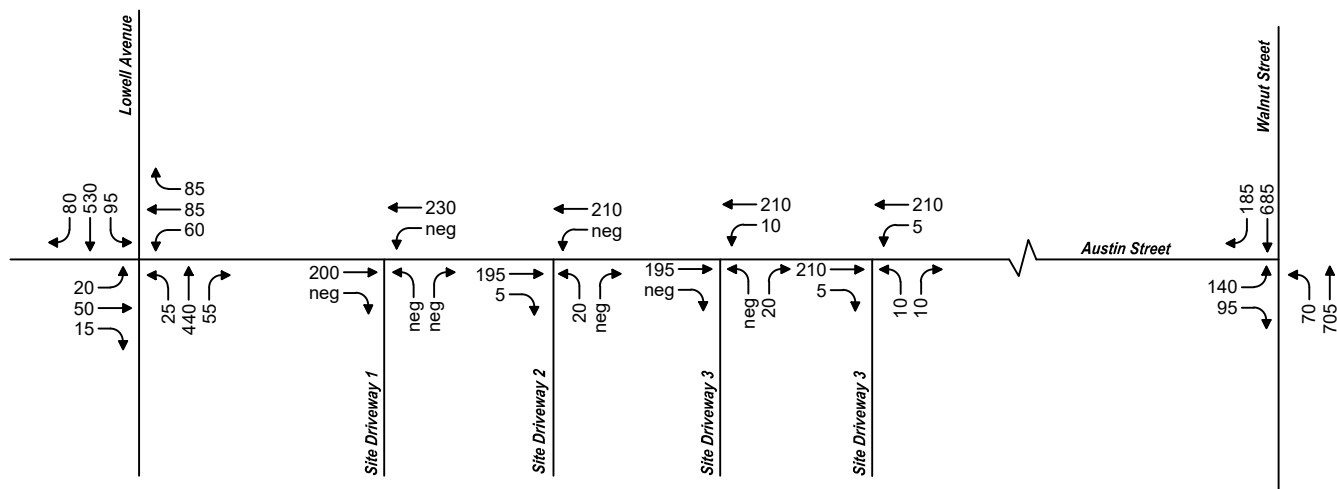 Lowell Avenue
80
530
95
85
85
60
20
50
15
25
440
55
230
neg
200
neg
neg
neg
Site Driveway 1
210
neg
195
5
20
neg
Site Driveway 2
210
10
195
neg
neg
20
Site Driveway 3
210
5
210
5
10
10
Site Driveway 3
Austin Street
Walnut Street
185
685
140
95
70
705